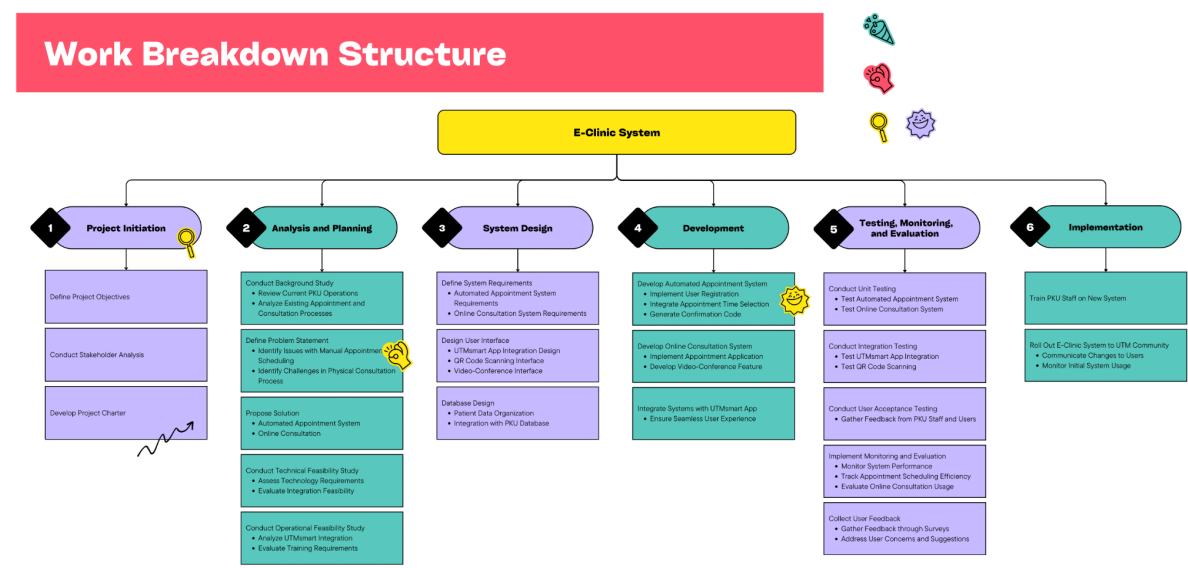 Work Breakdown Structure
E-Clinic System
1
Project Initiation
Define Project Objectives
Conduct Stakeholder Analysis
Develop Project Charter
2
Analysis and Planning
Conduct Background Study
• Review Current PKU Operations
• Analyze Existing Appointment and
Consultation Processes
Define Problem Statement
• Identify Issues with Manual Appointment
Scheduling
• Identify Challenges in Physical Consultation
Process
Propose Solution
• Automated Appointment System
• Online Consultation
Conduct Technical Feasibility Study
• Assess Technology Requirements
• Evaluate Integration Feasibility
Conduct Operational Feasibility Study
• Analyze UTMsmart Integration
• Evaluate Training Requirements
3
System Design
Define System Requirements
• Automated Appointment System
Requirements
• Online Consultation System Requirements
Design User Interface
• UTMsmart App Integration Design
• QR Code Scanning Interface
• Video-Conference Interface
Database Design
• Patient Data Organization
• Integration with PKU Database
4
Development
Develop Automated Appointment System
• Implement User Registration
• Integrate Appointment Time Selection
• Generate Confirmation Code
Develop Online Consultation System
• Implement Appointment Application
• Develop Video-Conference Feature
Integrate Systems with UTMsmart App
• Ensure Seamless User Experience
5
Testing, Monitoring,
and Evaluation
Conduct Unit Testing
• Test Automated Appointment System
• Test Online Consultation System
Conduct Integration Testing
• Test UTMsmart App Integration
• Test QR Code Scanning
Conduct User Acceptance Testing
• Gather Feedback from PKU Staff and Users
Implement Monitoring and Evaluation
• Monitor System Performance
• Track Appointment Scheduling Efficiency
• Evaluate Online Consultation Usage
Collect User Feedback
• Gather Feedback through Surveys
• Address User Concerns and Suggestions
6
Implementation
Train PKU Staff on New System
Roll Out E-Clinic System to UTM Community
• Communicate Changes to Users
• Monitor Initial System Usage